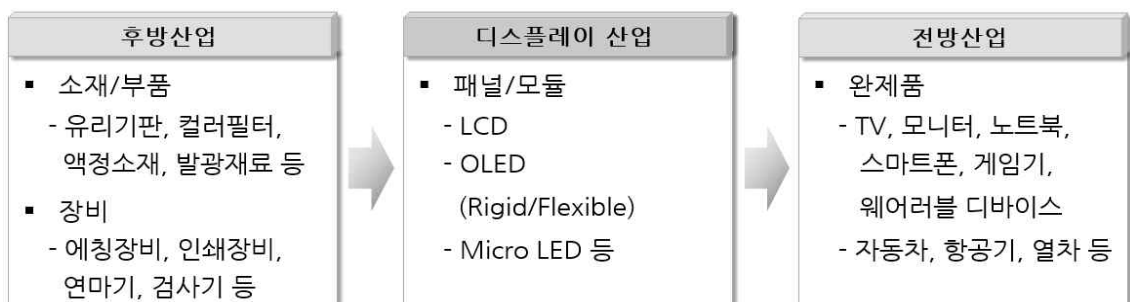 후방산업
▪ 소재/부품
- 유리기판, 컬러필터,
액정소재, 발광재료 등
▪ 장비
- 에칭장비, 인쇄장비,
연마기, 검사기 등
디스플레이 산업
▪ 패널/모듈
- LCD
- OLED
(Rigid/Flexible)
- Micro LED 등
전방산업
▪ 완제품
- TV, 모니터, 노트북,
스마트폰, 게임기,
웨어러블 디바이스
- 자동차, 항공기, 열차 등